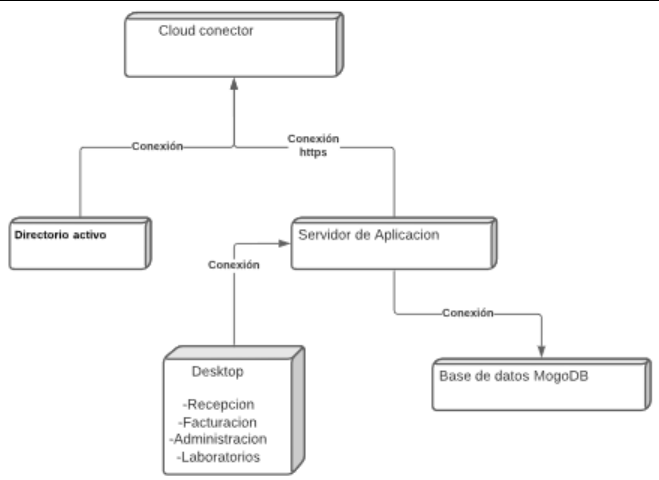 Cloud conector
Conexión
Conexión
https
Directorio activo
Servidor de Aplicacion
Conexión
Conexión
Desktop
-Recepcion
-Facturacion
-Administracion
-Laboratorios
Base de datos MogoDB